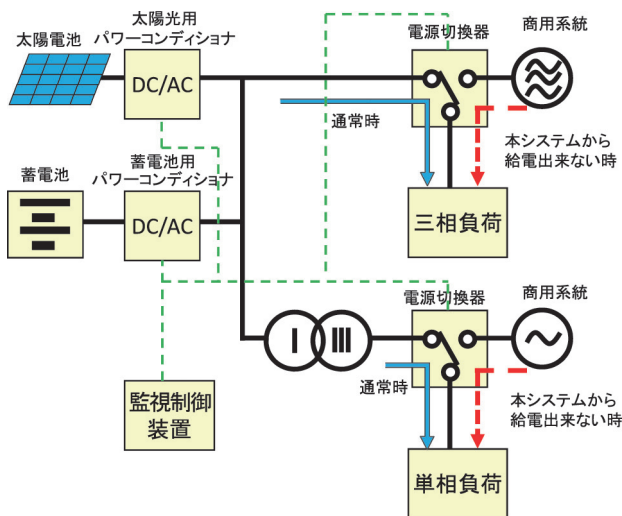 太陽電池
太陽光用
パワーコンディショナ
DC/AC
電源切換器
商用系統
通常時
本システムから
給電出来ない時
三相負荷
蓄電池
蓄電池用
パワーコンディショナ
DC/AC
電源切換器
商用系統
I
III
通常時
本システムから
給電出来ない時
監視制御
装置
単相負荷